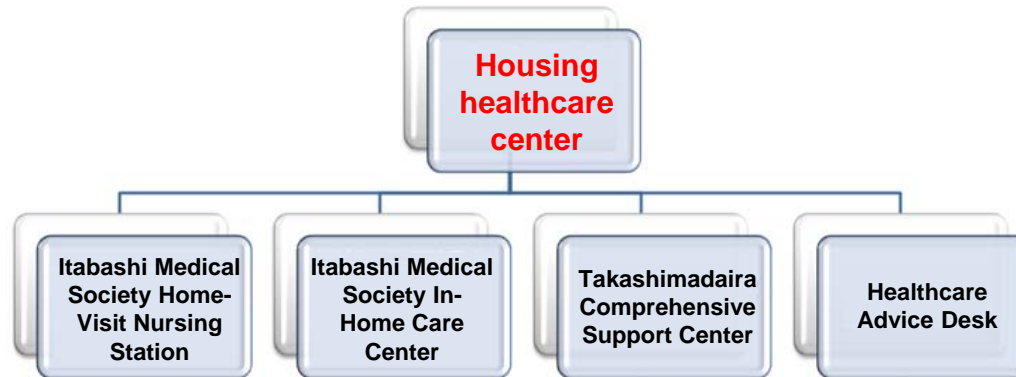 Housing
healthcare
center
Itabashi Medical
Society Home-
Visit Nursing
Station
Itabashi Medical
Society In-
Home Care
Center
Takashimadaira
Comprehensive
Support Center
Healthcare
Advice Desk